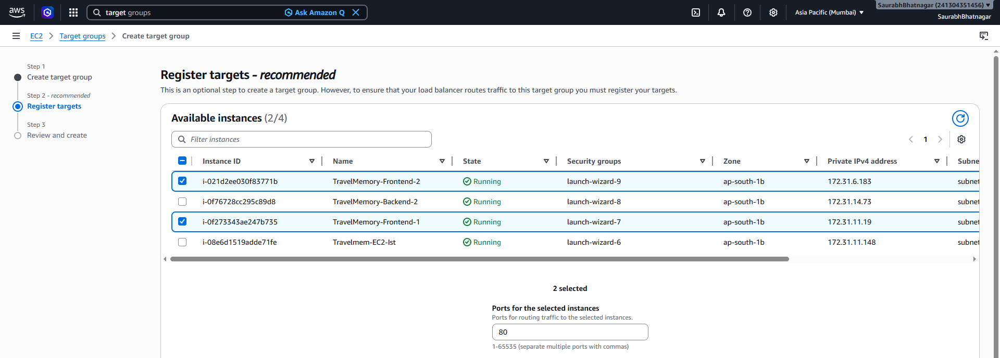 aws
target groups
Ask Amazon Q
Asia Pacific (Mumbai)
SaurabhBhatnagar (241304351456)
SaurabhBhatnagar
EC2
Target groups
Create target group
Step 1
Create target group
Step 2 - recommended
Register targets
Step 3
Review and create
Register targets - recommended
This is an optional step to create a target group. However, to ensure that your load balancer routes traffic to this target group you must register your targets.
Available instances (2/4)
Filter instances
1
Instance ID Name State Security groups Zone Private IPv4 address Subne
i-021d2ee030f83771b TravelMemory-Frontend-2 Running launch-wizard-9 ap-south-1b 172.31.6.183 subnet
i-0f76728cc295c89d8 TravelMemory-Backend-2 Running launch-wizard-8 ap-south-1b 172.31.14.73 subnet
i-0f273343ae247b735 TravelMemory-Frontend-1 Running launch-wizard-7 ap-south-1b 172.31.11.19 subnet
i-08e6d1519adde71fe Travelmem-EC2-Ist Running launch-wizard-6 ap-south-1b 172.31.11.148 subnet
2 selected
Ports for the selected instances
Ports for routing traffic to the selected instances.
80
1-65535 (separate multiple ports with commas)